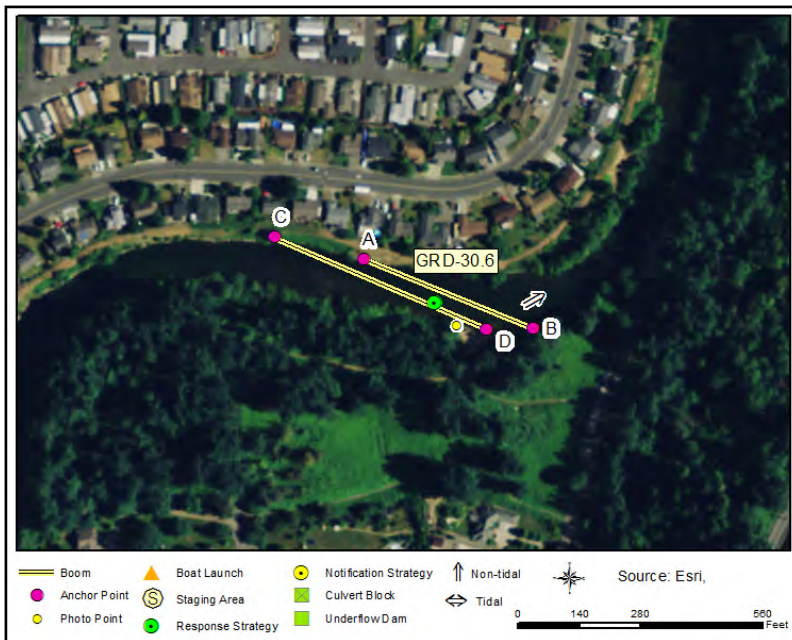 C
A
GRD-30.6
D
B
Boom
Anchor Point
Photo Point
Boat Launch
S Staging Area
Response Strategy
Notification Strategy
Culvert Block
Underflow Dam
Non-tidal
Tidal
Source: Esri,
0 140 280 560
Feet